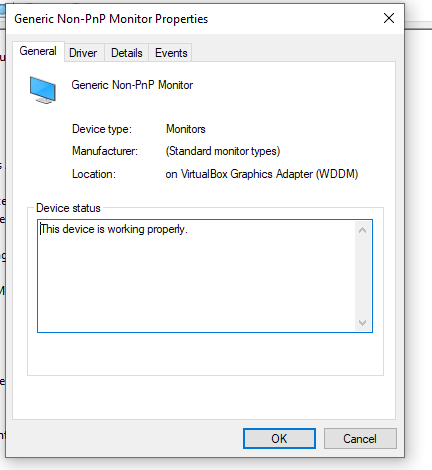 Generic Non-PnP Monitor Properties
General Driver Details Events
Generic Non-PnP Monitor
Device type: Monitors
Manufacturer: (Standard monitor types)
Location: on VirtualBox Graphics Adapter (WDDM)
Device status
This device is working properly.
OK Cancel